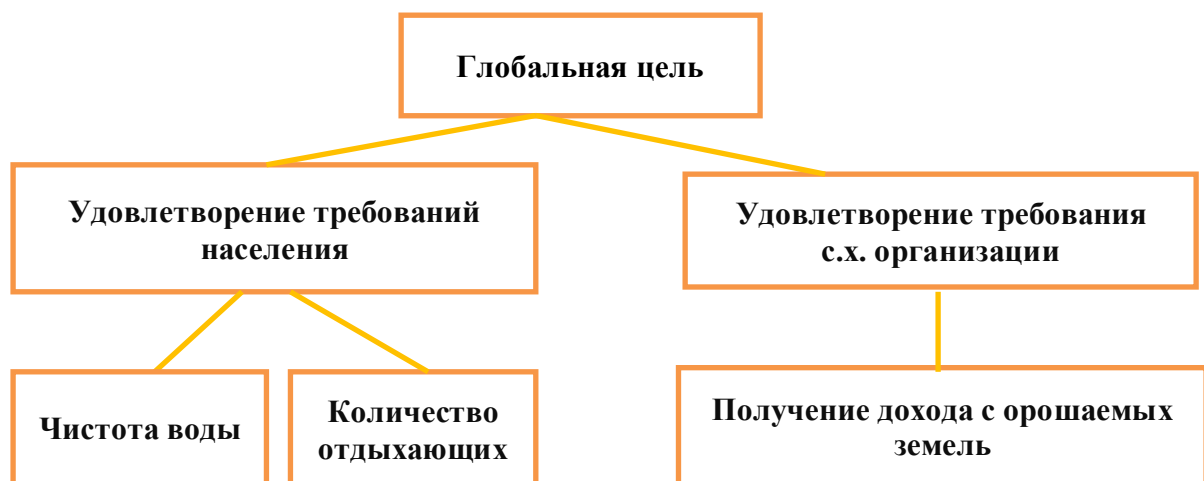 Глобальная цель
Удовлетворение требований
населения
Удовлетворение требования
с.х. организации
Чистота воды
Количество
отдыхающих
Получение дохода с орошаемых
земель